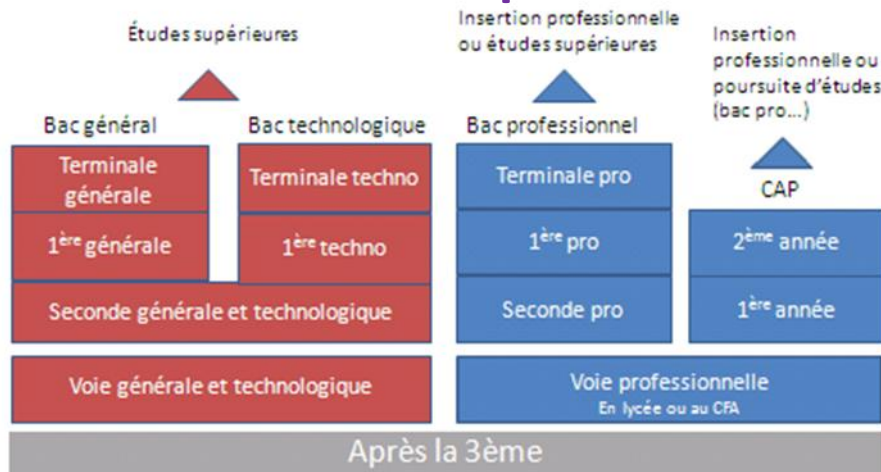 Études supérieures
Insertion professionnelle
ou études supérieures
Insertion
professionnelle ou
poursuite d'études
(bac pro...)
Bac général
Bac technologique
Bac professionnel
CAP
Terminale
générale
Terminale techno
Terminale pro
1ère générale
1ère techno
1ère pro
2ème année
Seconde générale et technologique
Seconde pro
1ère année
Voie générale et technologique
Voie professionnelle
En lycée ou au CFA
Après la 3ème